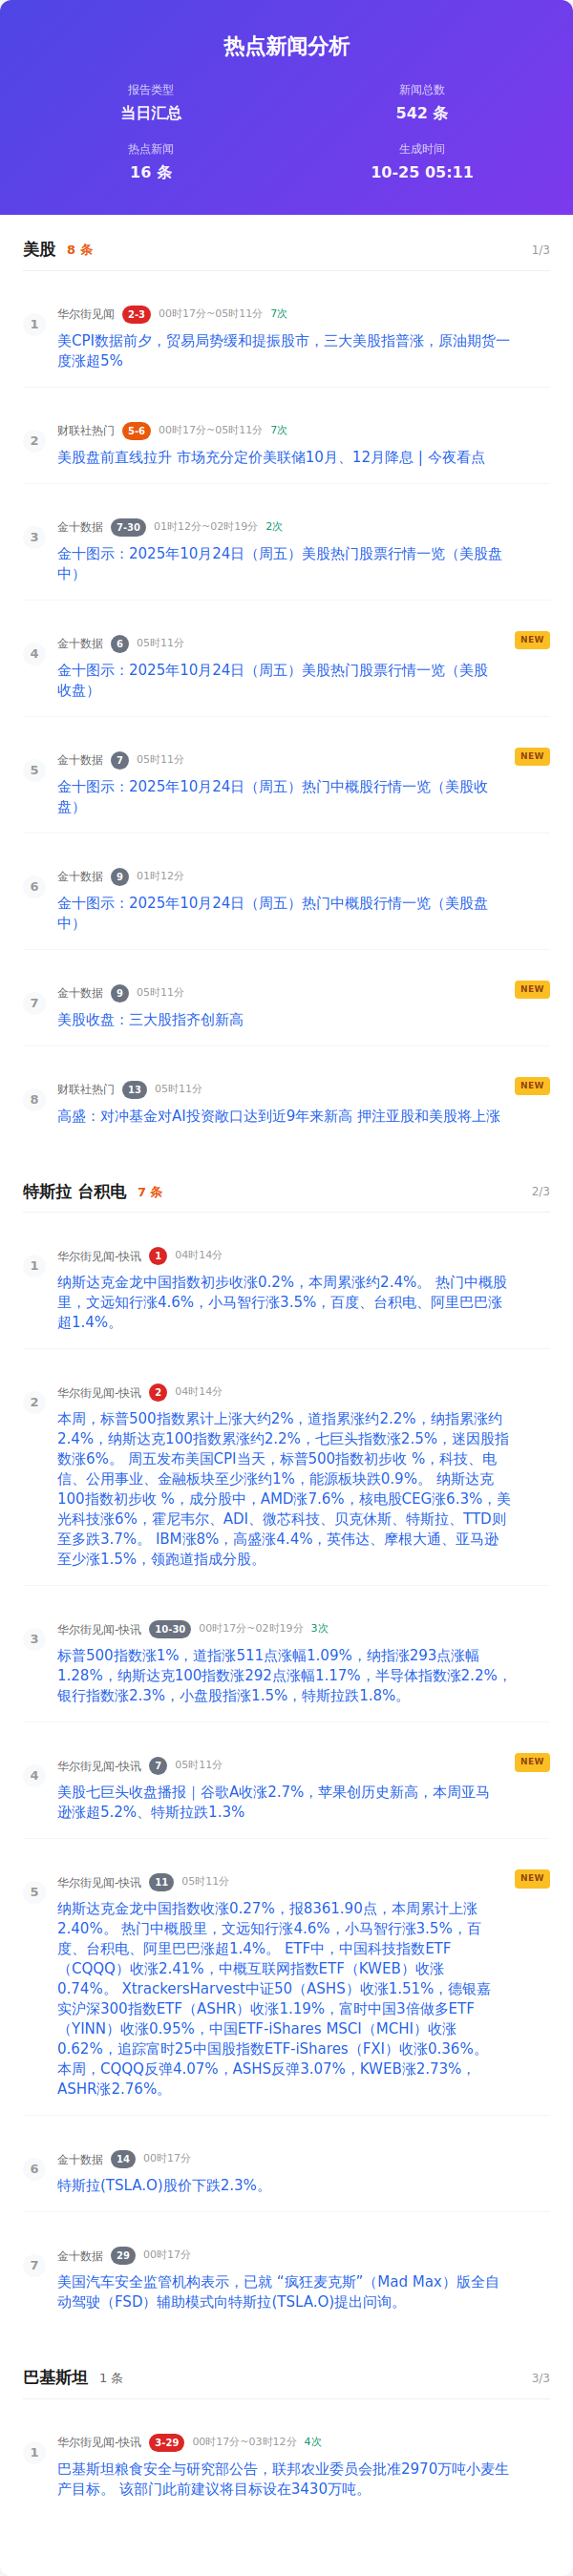 热点新闻分析
报告类型
当日汇总
新闻总数
542 条
热点新闻
16 条
生成时间
10-25 05:11
美股 8 条 1/3
1
华尔街见闻 2-3 00时17分~05时11分 7次
美CPI数据前夕，贸易局势缓和提振股市，三大美股指普涨，原油期货一
度涨超5%
2
财联社热门 5-6 00时17分~05时11分 7次
美股盘前直线拉升 市场充分定价美联储10月、12月降息 | 今夜看点
3
金十数据 7-30 01时12分~02时19分 2次
金十图示：2025年10月24日（周五）美股热门股票行情一览（美股盘
中）
4
金十数据 6 05时11分 NEW
金十图示：2025年10月24日（周五）美股热门股票行情一览（美股
收盘）
5
金十数据 7 05时11分 NEW
金十图示：2025年10月24日（周五）热门中概股行情一览（美股收
盘）
6
金十数据 9 01时12分
金十图示：2025年10月24日（周五）热门中概股行情一览（美股盘
中）
7
金十数据 9 05时11分 NEW
美股收盘：三大股指齐创新高
8
财联社热门 13 05时11分 NEW
高盛：对冲基金对AI投资敞口达到近9年来新高 押注亚股和美股将上涨
特斯拉 台积电 7 条 2/3
1
华尔街见闻-快讯 1 04时14分
纳斯达克金龙中国指数初步收涨0.2%，本周累涨约2.4%。 热门中概股
里，文远知行涨4.6%，小马智行涨3.5%，百度、台积电、阿里巴巴涨
超1.4%。
2
华尔街见闻-快讯 2 04时14分
本周，标普500指数累计上涨大约2%，道指累涨约2.2%，纳指累涨约
2.4%，纳斯达克100指数累涨约2.2%，七巨头指数涨2.5%，迷因股指
数涨6%。 周五发布美国CPI当天，标普500指数初步收 %，科技、电
信、公用事业、金融板块至少涨约1%，能源板块跌0.9%。 纳斯达克
100指数初步收 %，成分股中，AMD涨7.6%，核电股CEG涨6.3%，美
光科技涨6%，霍尼韦尔、ADI、微芯科技、贝克休斯、特斯拉、TTD则
至多跌3.7%。 IBM涨8%，高盛涨4.4%，英伟达、摩根大通、亚马逊
至少涨1.5%，领跑道指成分股。
3
华尔街见闻-快讯 10-30 00时17分~02时19分 3次
标普500指数涨1%，道指涨511点涨幅1.09%，纳指涨293点涨幅
1.28%，纳斯达克100指数涨292点涨幅1.17%，半导体指数涨2.2%，
银行指数涨2.3%，小盘股指涨1.5%，特斯拉跌1.8%。
4
华尔街见闻-快讯 7 05时11分 NEW
美股七巨头收盘播报｜谷歌A收涨2.7%，苹果创历史新高，本周亚马
逊涨超5.2%、特斯拉跌1.3%
5
华尔街见闻-快讯 11 05时11分 NEW
纳斯达克金龙中国指数收涨0.27%，报8361.90点，本周累计上涨
2.40%。 热门中概股里，文远知行涨4.6%，小马智行涨3.5%，百
度、台积电、阿里巴巴涨超1.4%。 ETF中，中国科技指数ETF
（CQQQ）收涨2.41%，中概互联网指数ETF（KWEB）收涨
0.74%。 XtrackersHarvest中证50（ASHS）收涨1.51%，德银嘉
实沪深300指数ETF（ASHR）收涨1.19%，富时中国3倍做多ETF
（YINN）收涨0.95%，中国ETF-iShares MSCI（MCHI）收涨
0.62%，追踪富时25中国股指数ETF-iShares（FXI）收涨0.36%。
本周，CQQQ反弹4.07%，ASHS反弹3.07%，KWEB涨2.73%，
ASHR涨2.76%。
6
金十数据 14 00时17分
特斯拉(TSLA.O)股价下跌2.3%。
7
金十数据 29 00时17分
美国汽车安全监管机构表示，已就 “疯狂麦克斯”（Mad Max）版全自
动驾驶（FSD）辅助模式向特斯拉(TSLA.O)提出问询。
巴基斯坦 1 条 3/3
1
华尔街见闻-快讯 3-29 00时17分~03时12分 4次
巴基斯坦粮食安全与研究部公告，联邦农业委员会批准2970万吨小麦生
产目标。 该部门此前建议将目标设在3430万吨。